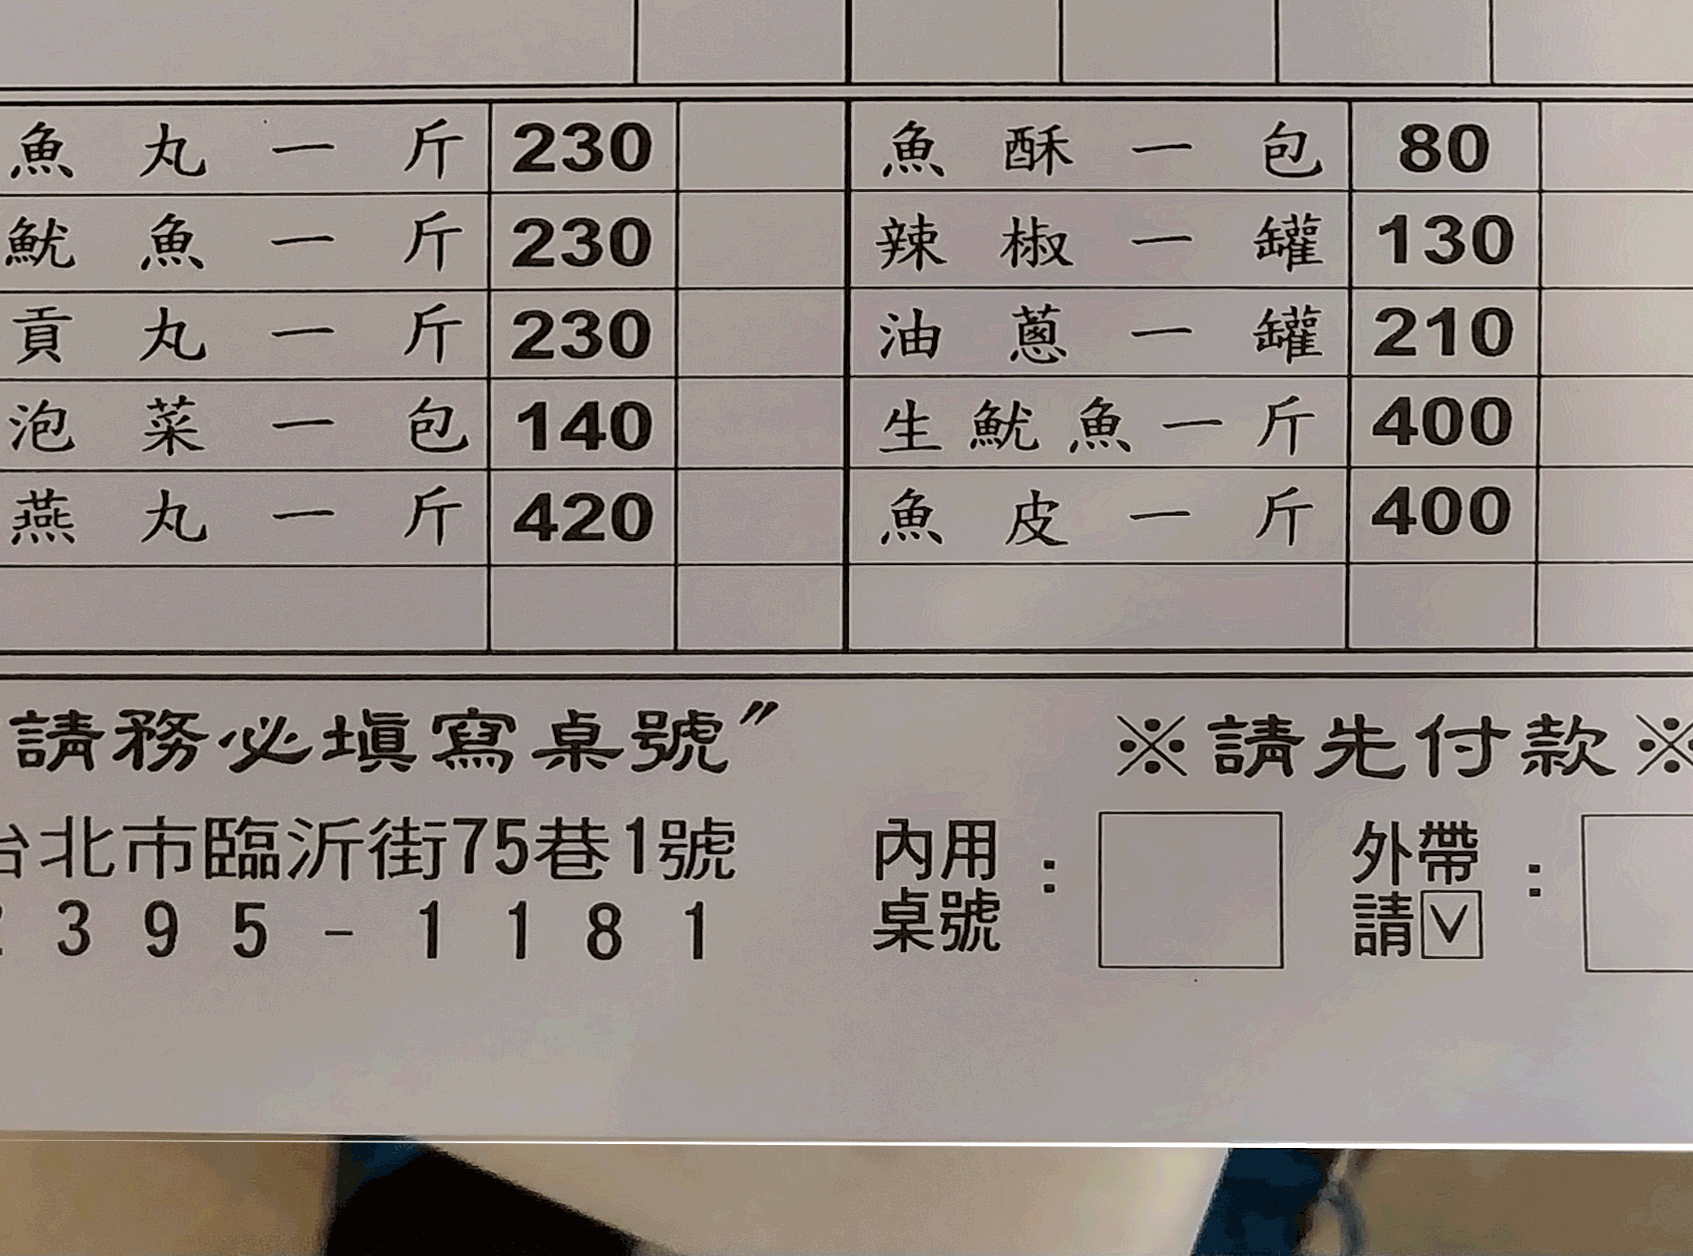 魚丸一斤 230 魚酥一包 80
魷魚一斤 230 辣椒一罐 130
貢丸一斤 230 油蔥一罐 210
泡菜一包 140 生魷魚一斤 400
燕丸一斤 420 魚皮一斤 400
請務必填寫桌號" ※請先付款※
台北市臨沂街75巷1號 內用桌號： 外帶請V：
2395-1181